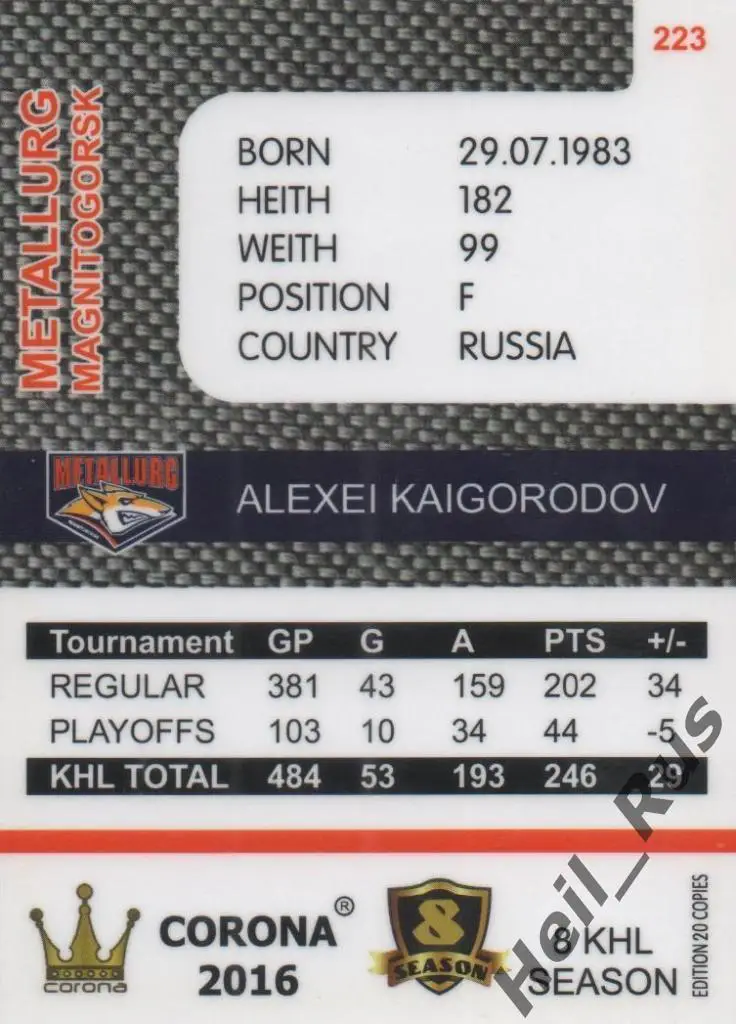 223
METALLURG
MAGNITOGORSK
BORN 29.07.1983
HEITH 182
WEITH 99
POSITION F
COUNTRY RUSSIA
METALLURG
ALEXEI KAIGORODOV
Tournament GP G A PTS +/-
REGULAR 381 43 159 202 34
PLAYOFFS 103 10 34 44 -5
KHL TOTAL 484 53 193 246 29
corona
CORONA ®
2016
8
SEASON
8 KHL
SEASON
EDITION 20 COPIES
Heil_Rus